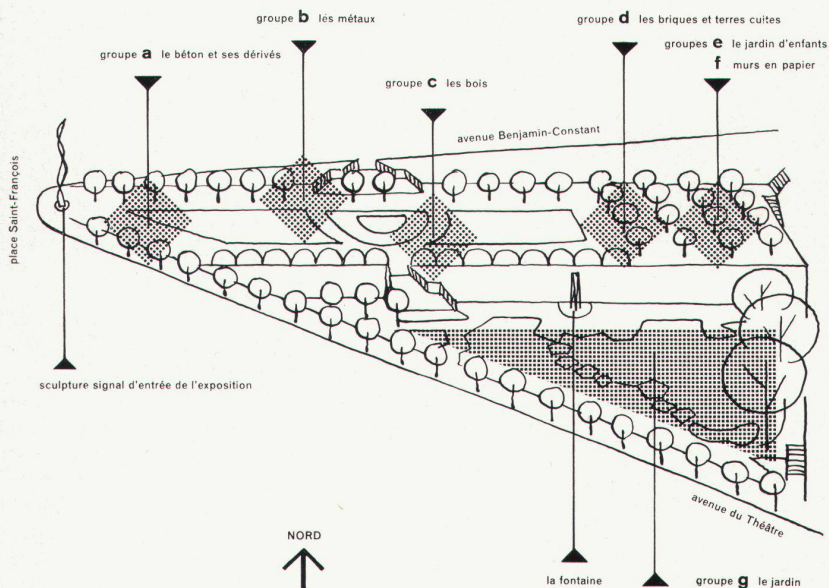 groupe b les métaux
groupe d les briques et terres cuites
groupe a le béton et ses dérivés
groupes e le jardin d'enfants
f murs en papier
groupe c les bois
avenue Benjamin-Constant
place Saint-François
sculpture signal d'entrée de l'exposition
avenue du Théâtre
NORD
la fontaine
groupe g le jardin